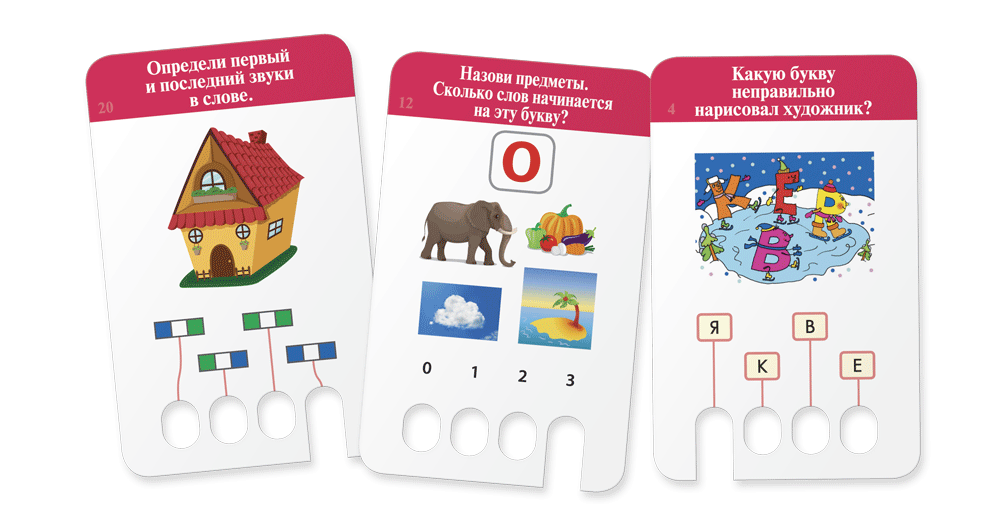 Определи первый
и последний звуки
в слове.
20
Назови предметы.
Сколько слов начинается
на эту букву?
12
О
0 1 2 3
Какую букву
неправильно
нарисовал художник?
4
К Е Я В
Я В
К Е